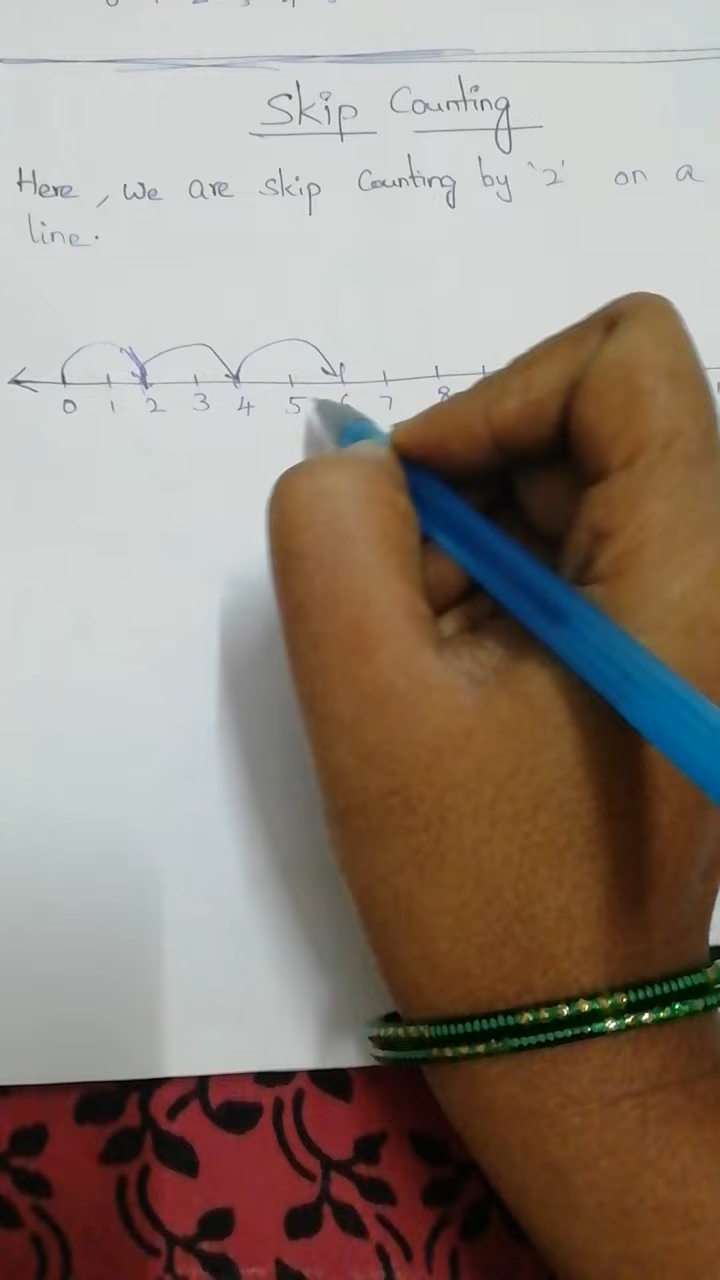 Skip Counting
Here, we are skip Counting by '2' on a
line.
0 1 2 3 4 5 6 7 8